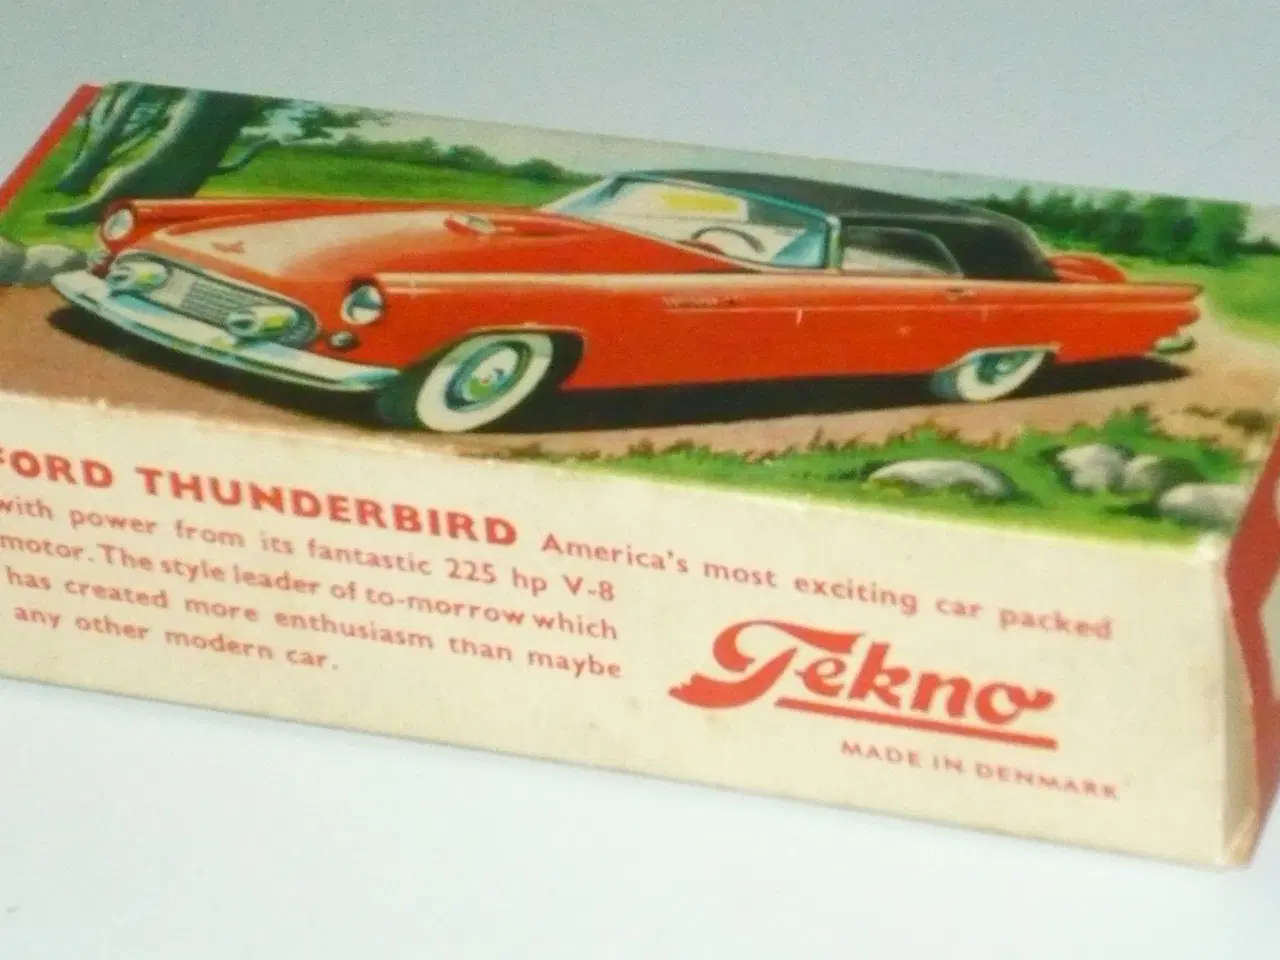 FORD THUNDERBIRD America's most exciting car packed
with power from its fantastic 225 hp V-8
motor. The style leader of to-morrow which
has created more enthusiasm than maybe
any other modern car.
Tekno
MADE IN DENMARK